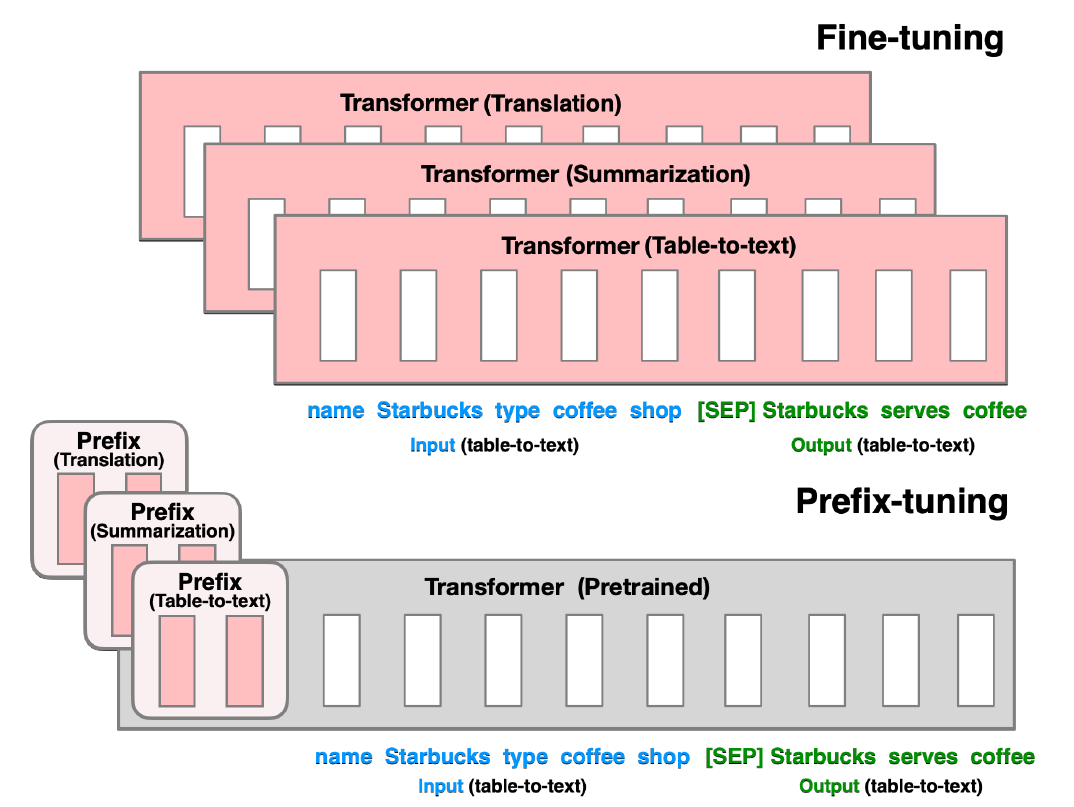 Fine-tuning
Transformer (Translation)
Transformer (Summarization)
Transformer (Table-to-text)
name Starbucks type coffee shop [SEP] Starbucks serves coffee
Input (table-to-text) Output (table-to-text)
Prefix
(Translation)
Prefix-tuning
Prefix
(Summarization)
Prefix
(Table-to-text)
Transformer (Pretrained)
name Starbucks type coffee shop [SEP] Starbucks serves coffee
Input (table-to-text) Output (table-to-text)